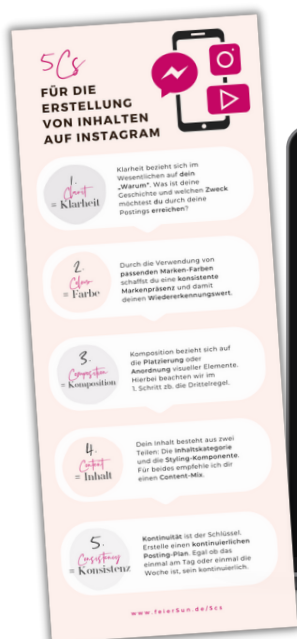 5Cs
FÜR DIE
ERSTELLUNG
VON INHALTEN
AUF INSTAGRAM
1.
Clarity
= Klarheit
Klarheit bezieht sich im
Wesentlichen auf dein
„Warum“. Was ist deine
Geschichte und welchen Zweck
möchtest du durch deine
Postings erreichen?
2.
Colors
= Farbe
Durch die Verwendung von
passenden Marken-Farben
schaffst du eine konsistente
Markenpräsenz und damit
deinen Wiedererkennungswert.
3.
Composition
= Komposition
Komposition bezieht sich auf
die Platzierung oder
Anordnung visueller Elemente.
Hierbei beachten wir im
1. Schritt zb. die Drittelregel.
4.
Content
= Inhalt
Dein Inhalt besteht aus zwei
Teilen: Die Inhaltskategorie
und die Styling-Komponente.
Für beides empfehle ich dir
einen Content-Mix.
5.
Consistency
= Konsistenz
Kontinuität ist der Schlüssel.
Erstelle einen kontinuierlichen
Posting-Plan. Egal ob das
einmal am Tag oder einmal die
Woche ist, sein kontinuierlich.
www.feierSun.de/5cs